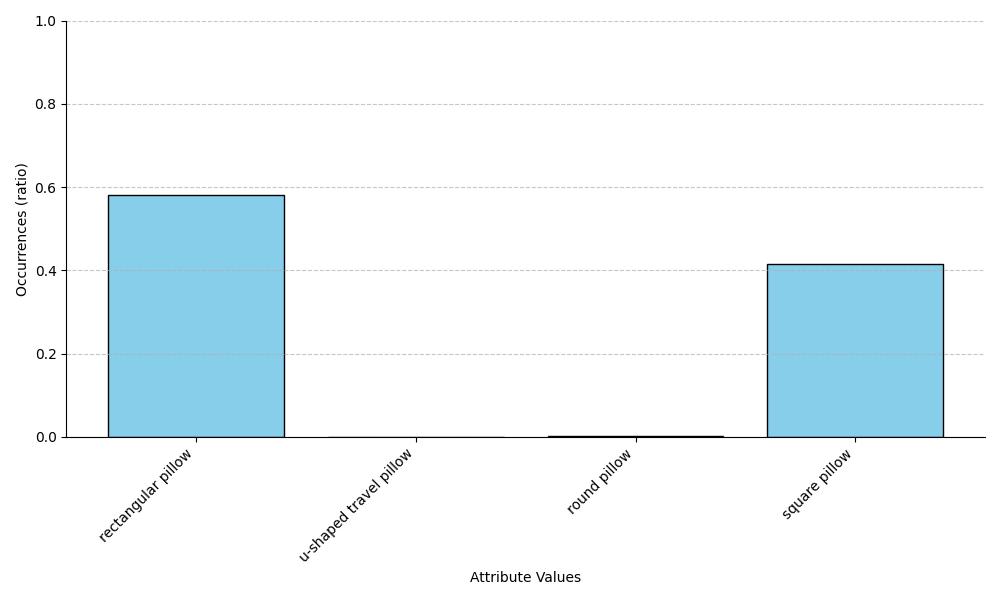 1.0
0.8
0.6
0.4
0.2
0.0
Occurrences (ratio)
rectangular pillow
u-shaped travel pillow
round pillow
square pillow
Attribute Values